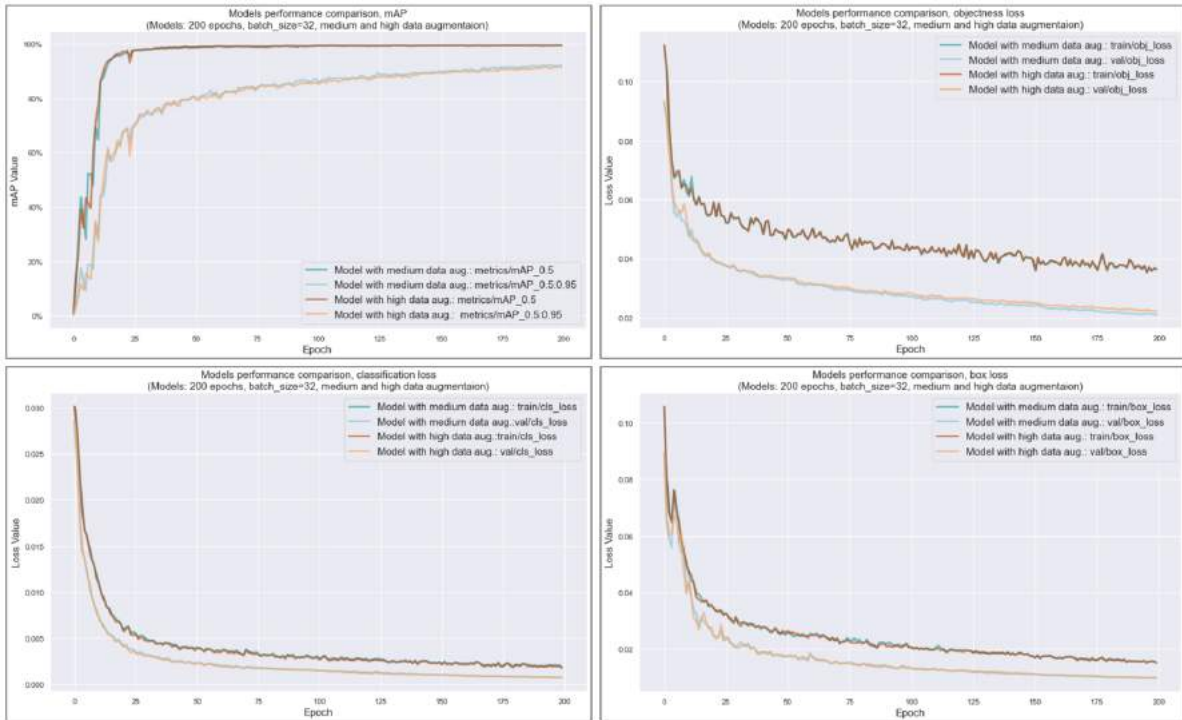 Models performance comparison, mAP
(Models: 200 epochs, batch_size=32, medium and high data augmentaion)
100%
80%
60%
40%
20%
0%
mAP Value
Model with medium data aug.: metrics/mAP_0.5
Model with medium data aug.: metrics/mAP_0.5:0.95
Model with high data aug.: metrics/mAP_0.5
Model with high data aug.: metrics/mAP_0.5:0.95
0 25 50 75 100 125 150 175 200
Epoch
Models performance comparison, objectness loss
(Models: 200 epochs, batch_size=32, medium and high data augmentaion)
Model with medium data aug.: train/obj_loss
Model with medium data aug.: val/obj_loss
Model with high data aug.: train/obj_loss
Model with high data aug.: val/obj_loss
0.10
0.08
0.06
0.04
0.02
Loss Value
0 25 50 75 100 125 150 175 200
Epoch
Models performance comparison, classification loss
(Models: 200 epochs, batch_size=32, medium and high data augmentaion)
Model with medium data aug.: train/cls_loss
Model with medium data aug.:val/cls_loss
Model with high data aug.:train/cls_loss
Model with high data aug.: val/cls_loss
0.030
0.025
0.020
0.015
0.010
0.005
0.000
Loss Value
0 25 50 75 100 125 150 175 200
Epoch
Models performance comparison, box loss
(Models: 200 epochs, batch_size=32, medium and high data augmentaion)
Model with medium data aug.: train/box_loss
Model with medium data aug.: val/box_loss
Model with high data aug.: train/box_loss
Model with high data aug.: val/box_loss
0.10
0.08
0.06
0.04
0.02
Loss Value
0 25 50 75 100 125 150 175 200
Epoch